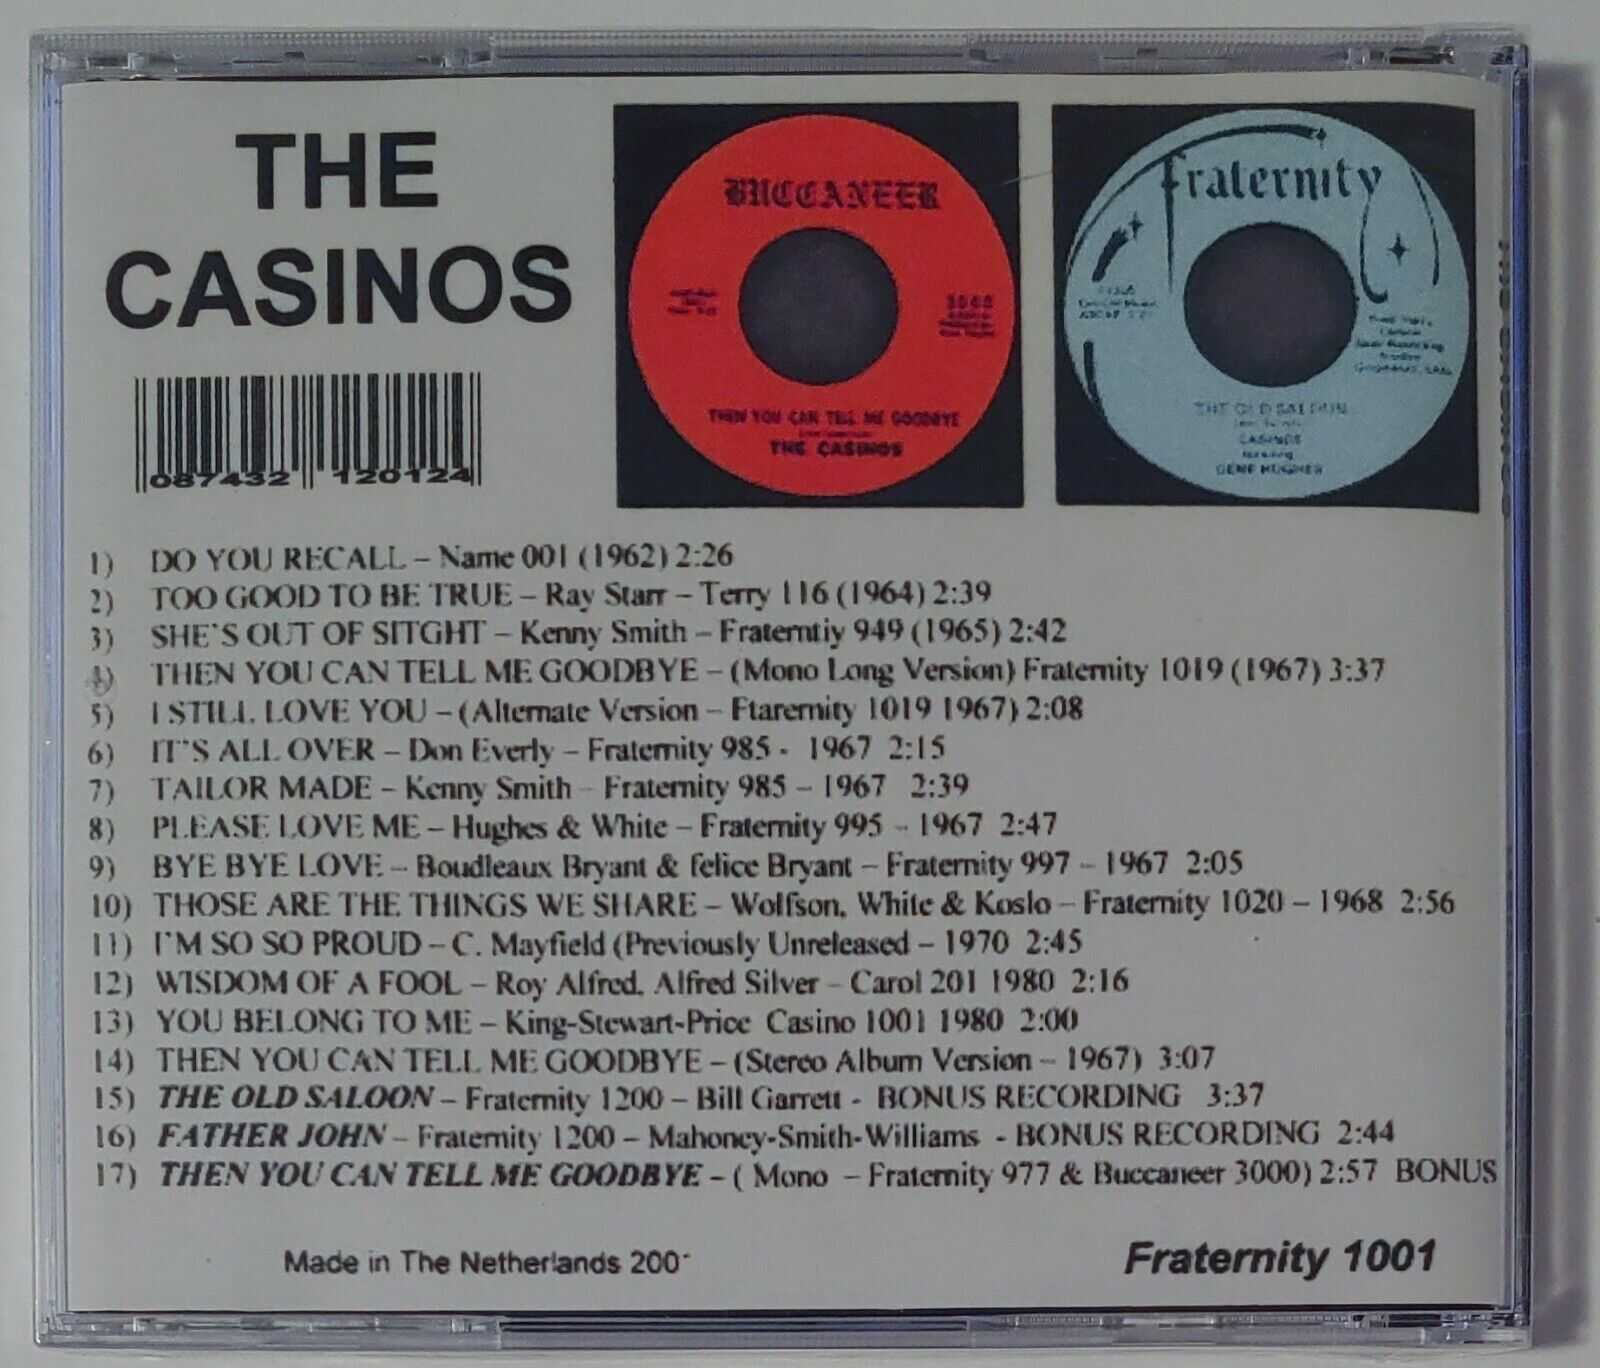 THE
CASINOS
087432 120124
BUCCANEER
THEN YOU CAN TELL ME GOODBYE
THE CASINOS
Fraternity
THE OLD SALOON
CASINOS
GENE HUGHES
1) DO YOU RECALL – Name 001 (1962) 2:26
2) TOO GOOD TO BE TRUE – Ray Starr – Terry 116 (1964) 2:39
3) SHE'S OUT OF SITGHT – Kenny Smith – Fraterntiy 949 (1965) 2:42
4) THEN YOU CAN TELL ME GOODBYE – (Mono Long Version) Fraternity 1019 (1967) 3:37
5) I STILL LOVE YOU – (Alternate Version – Ftaremity 1019 1967) 2:08
6) IT'S ALL OVER – Don Everly – Fraternity 985 - 1967 2:15
7) TAILOR MADE – Kenny Smith – Fraternity 985 – 1967 2:39
8) PLEASE LOVE ME – Hughes & White – Fraternity 995 – 1967 2:47
9) BYE BYE LOVE – Boudleaux Bryant & felice Bryant – Fraternity 997 – 1967 2:05
10) THOSE ARE THE THINGS WE SHARE – Wolfson, White & Koslo – Fraternity 1020 – 1968 2:56
11) I'M SO SO PROUD – C. Mayfield (Previously Unreleased – 1970 2:45
12) WISDOM OF A FOOL – Roy Alfred, Alfred Silver – Carol 201 1980 2:16
13) YOU BELONG TO ME – King-Stewart-Price Casino 1001 1980 2:00
14) THEN YOU CAN TELL ME GOODBYE – (Stereo Album Version – 1967) 3:07
15) THE OLD SALOON – Fraternity 1200 – Bill Garrett - BONUS RECORDING 3:37
16) FATHER JOHN – Fraternity 1200 – Mahoney-Smith-Williams - BONUS RECORDING 2:44
17) THEN YOU CAN TELL ME GOODBYE – ( Mono – Fraternity 977 & Buccaneer 3000) 2:57 BONUS
Made in The Netherlands
Fraternity 1001